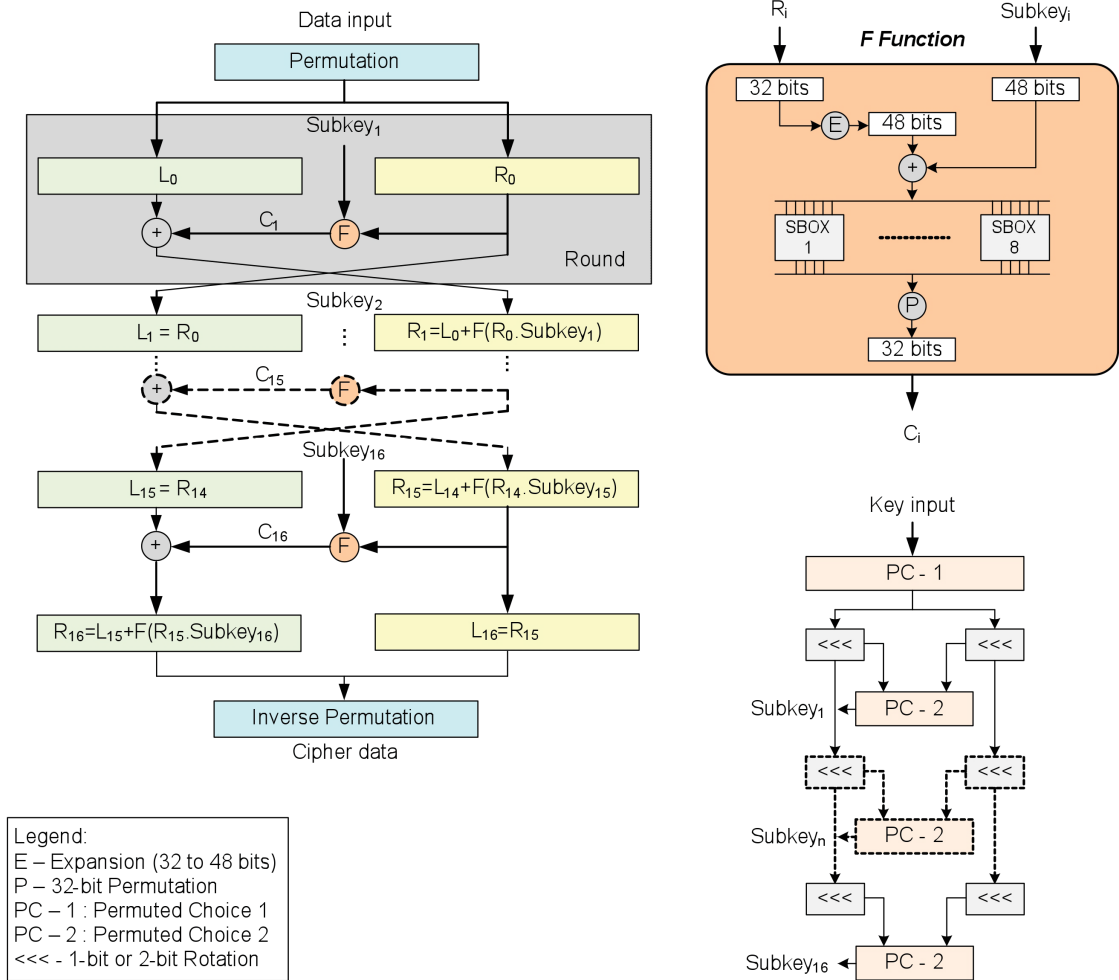 Data input
Permutation
Subkey₁
L₀
R₀
C₁
+
F
Round
Subkey₂
L₁ = R₀
R₁=L₀+F(R₀.Subkey₁)
C₁₅
+
F
Subkey₁₆
L₁₅ = R₁₄
R₁₅=L₁₄+F(R₁₄.Subkey₁₅)
C₁₆
+
F
R₁₆=L₁₅+F(R₁₅.Subkey₁₆)
L₁₆=R₁₅
Inverse Permutation
Cipher data
Legend:
E – Expansion (32 to 48 bits)
P – 32-bit Permutation
PC – 1 : Permuted Choice 1
PC – 2 : Permuted Choice 2
<<< - 1-bit or 2-bit Rotation
Rᵢ
Subkeyᵢ
F Function
32 bits
48 bits
E
48 bits
+
SBOX
1
SBOX
8
P
32 bits
Cᵢ
Key input
PC - 1
<<<
<<<
Subkey₁
PC - 2
<<<
<<<
Subkeyₙ
PC - 2
<<<
<<<
Subkey₁₆
PC - 2